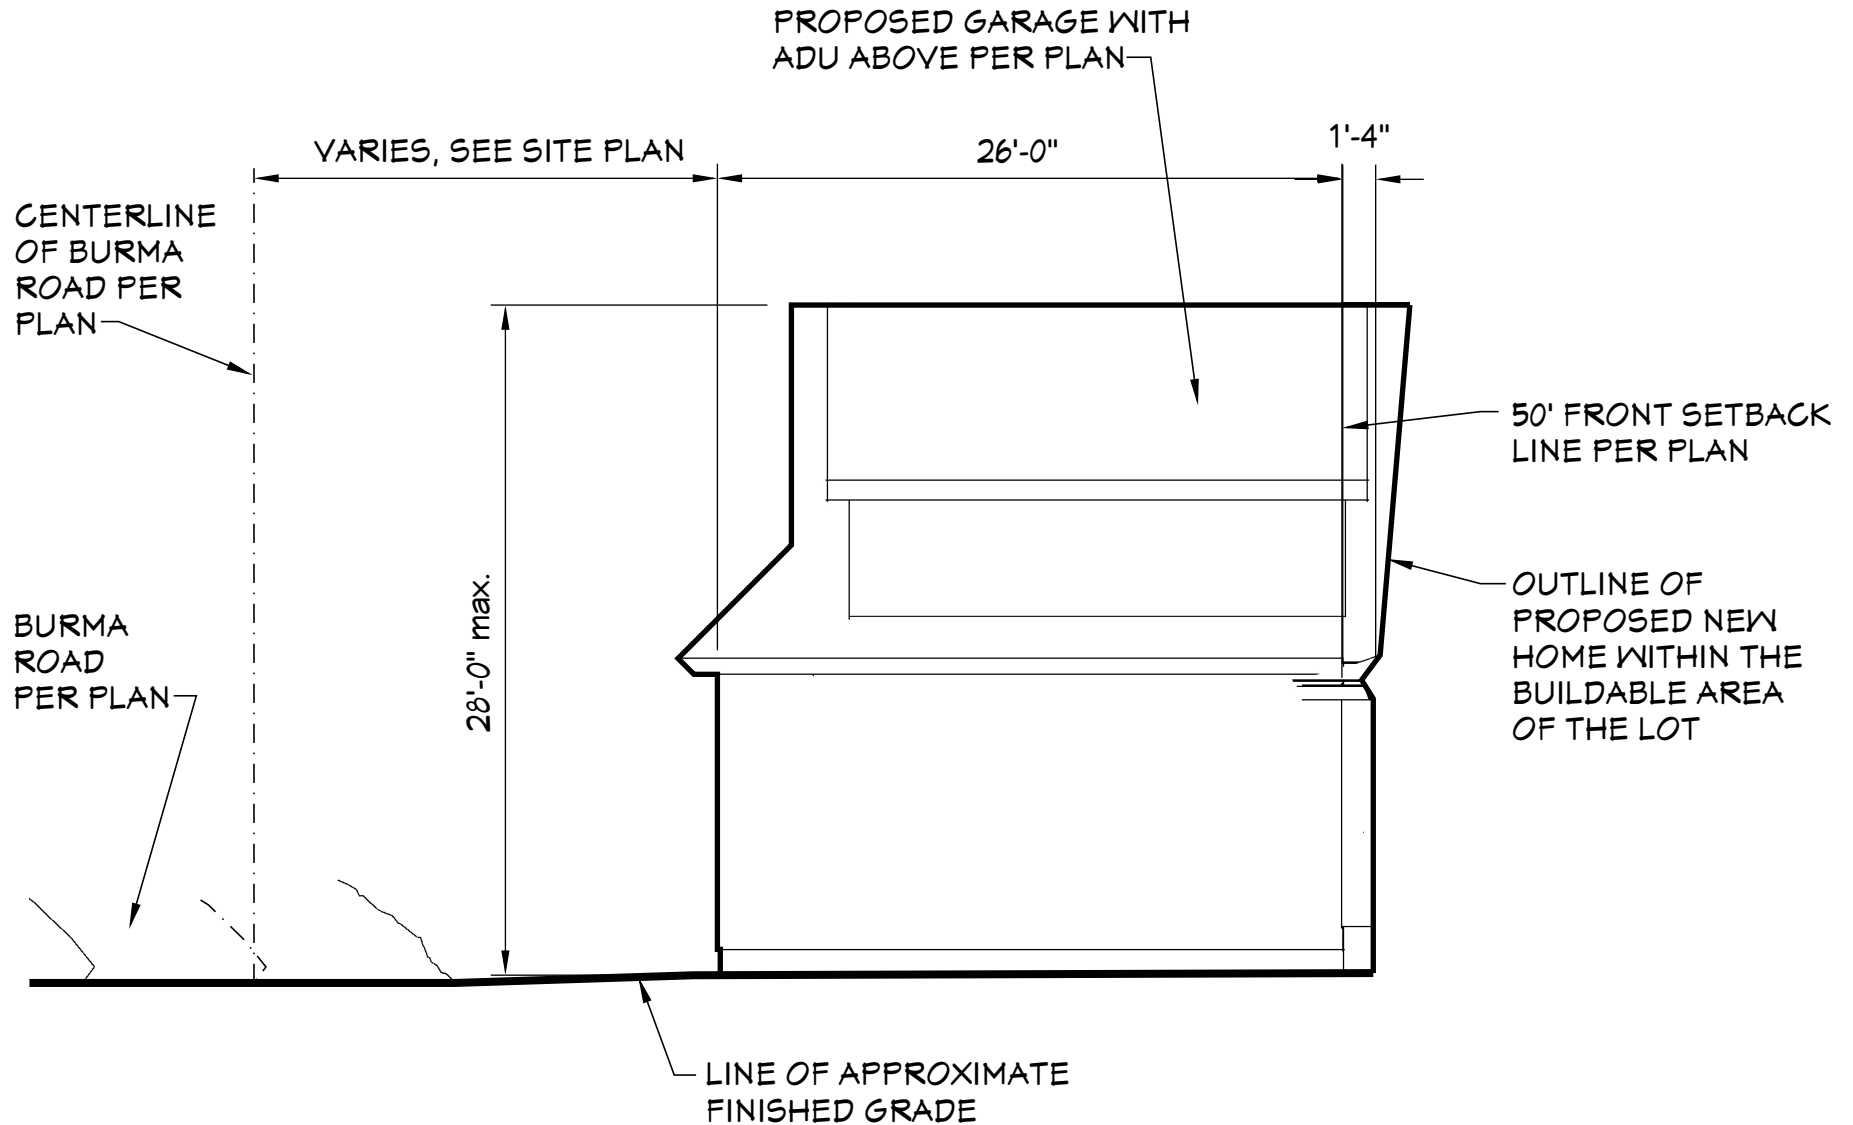 PROPOSED GARAGE WITH
ADU ABOVE PER PLAN
VARIES, SEE SITE PLAN
26'-0"
1'-4"
CENTERLINE
OF BURMA
ROAD PER
PLAN
50' FRONT SETBACK
LINE PER PLAN
28'-0" max.
OUTLINE OF
PROPOSED NEW
HOME WITHIN THE
BUILDABLE AREA
OF THE LOT
BURMA
ROAD
PER PLAN
LINE OF APPROXIMATE
FINISHED GRADE